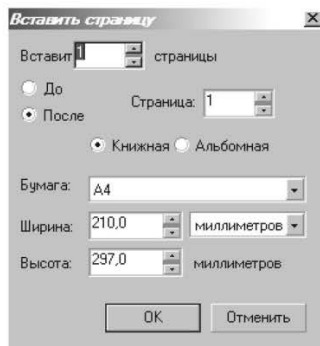 Вставить страницу
Вставит 1 страницы
До
После
Страница: 1
Книжная Альбомная
Бумага: A4
Ширина: 210,0 миллиметров
Высота: 297,0 миллиметров
OK Отменить